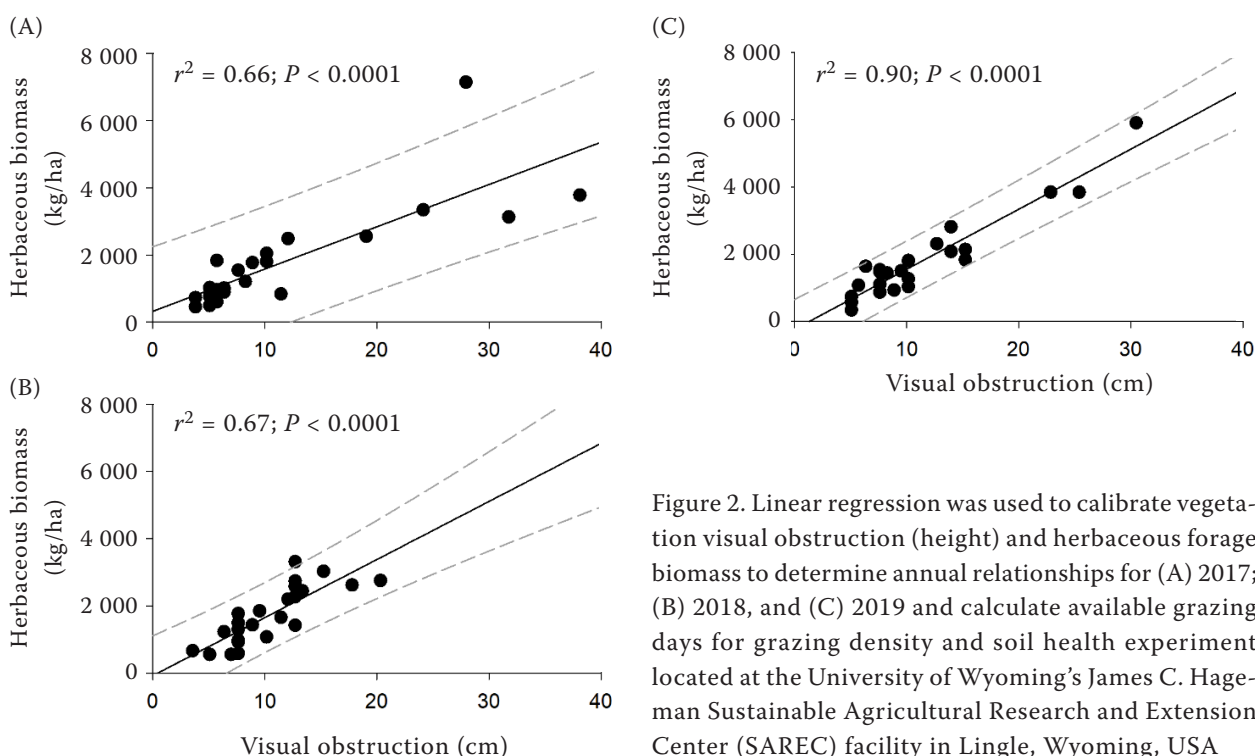 (A)
8 000
6 000
4 000
2 000
0
Herbaceous biomass
(kg/ha)
r² = 0.66; P < 0.0001
0 10 20 30 40
(B)
8 000
6 000
4 000
2 000
0
Herbaceous biomass
(kg/ha)
r² = 0.67; P < 0.0001
0 10 20 30 40
Visual obstruction (cm)
(C)
8 000
6 000
4 000
2 000
0
Herbaceous biomass
(kg/ha)
r² = 0.90; P < 0.0001
0 10 20 30 40
Visual obstruction (cm)
Figure 2. Linear regression was used to calibrate vegeta-
tion visual obstruction (height) and herbaceous forage
biomass to determine annual relationships for (A) 2017;
(B) 2018, and (C) 2019 and calculate available grazing
days for grazing density and soil health experiment
located at the University of Wyoming's James C. Hage-
man Sustainable Agricultural Research and Extension
Center (SAREC) facility in Lingle, Wyoming, USA